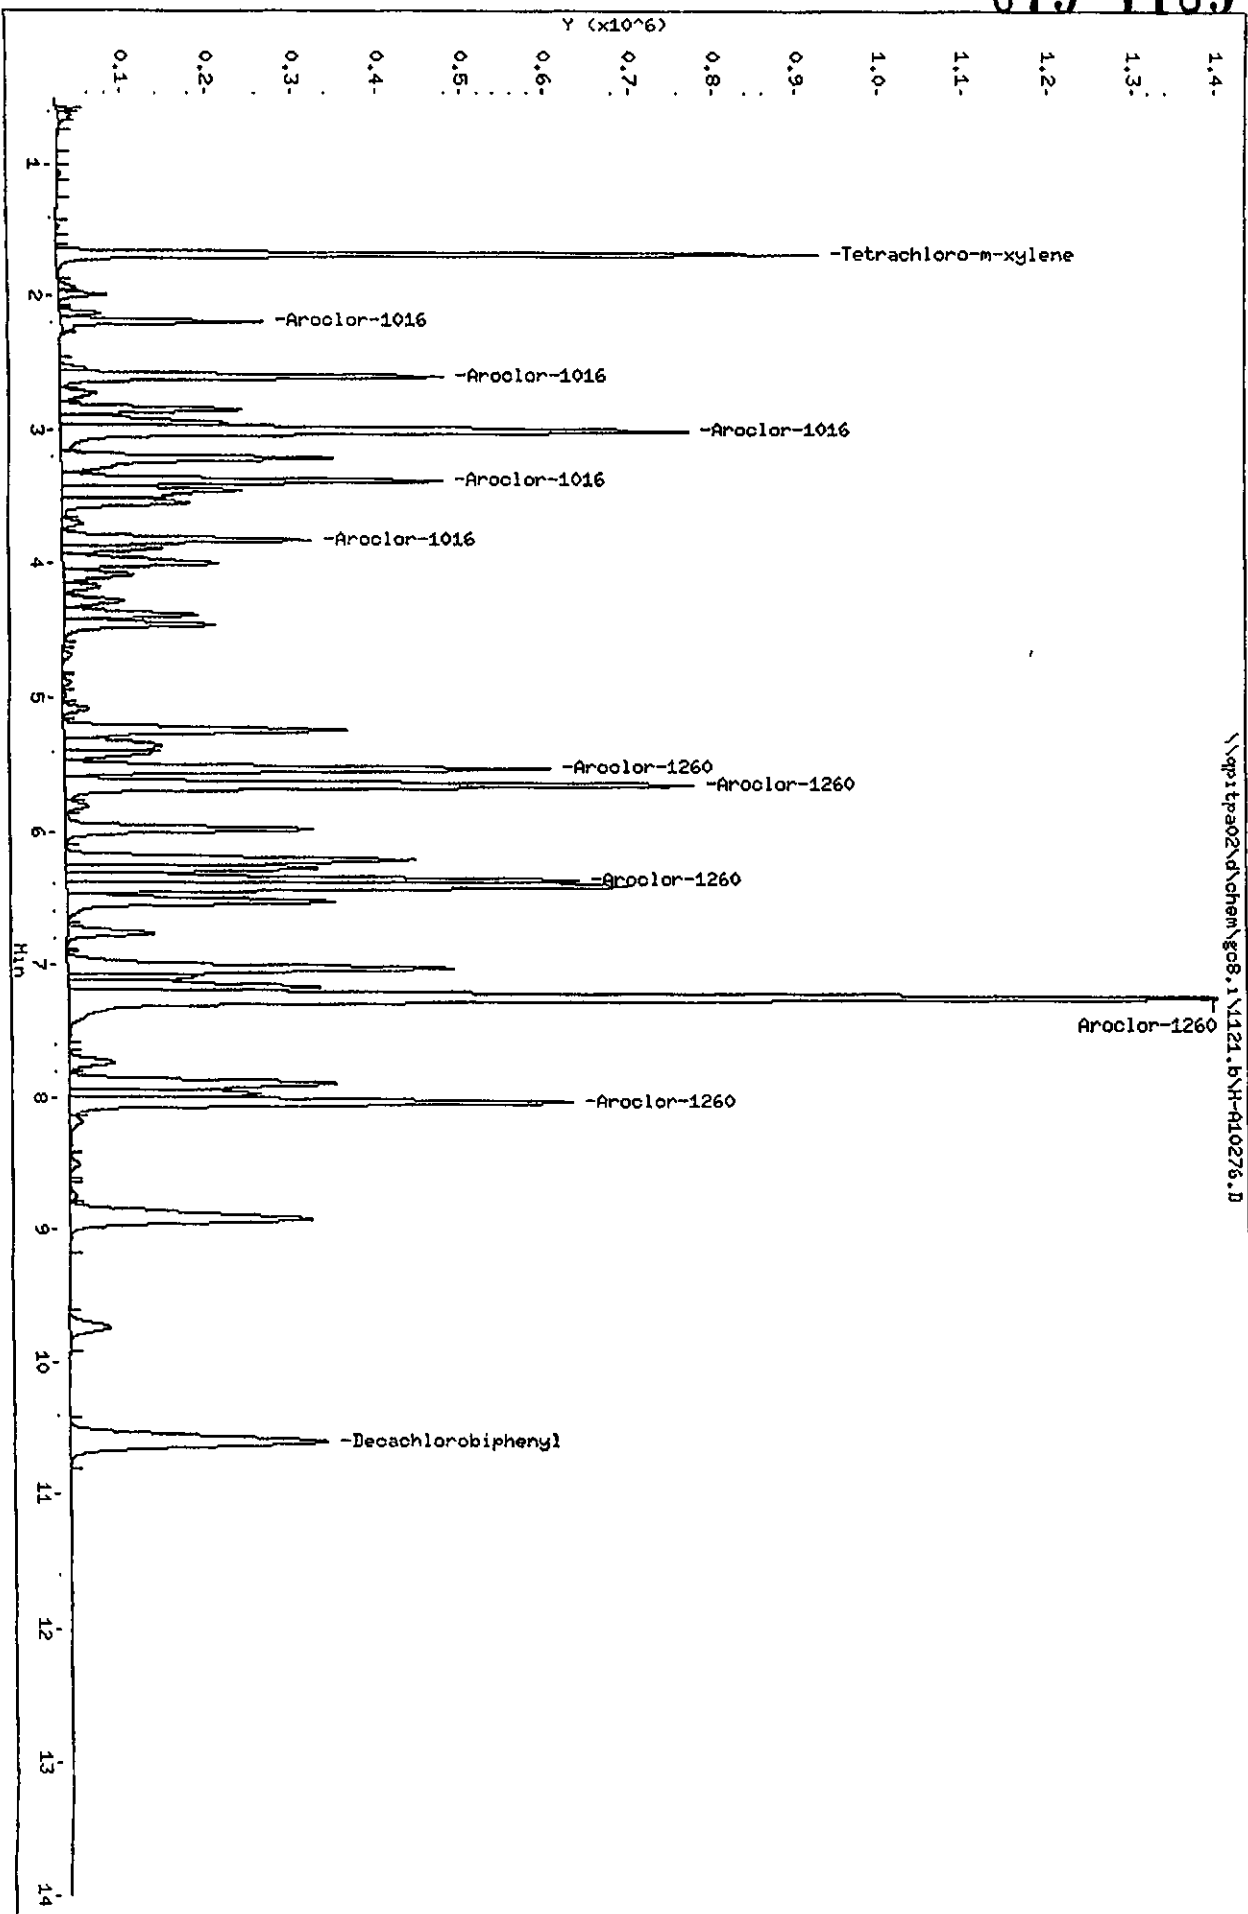 Y (x10^6)
0.1-
0.2-
0.3-
0.4-
0.5-
0.6-
0.7-
0.8-
0.9-
1.0-
1.1-
1.2-
1.3-
1.4-
1
2
3
4
5
6
7
8
9
10
11
12
13
14
Min
-Tetrachloro-m-xylene
-Aroclor-1016
-Aroclor-1016
-Aroclor-1016
-Aroclor-1016
-Aroclor-1016
-Aroclor-1260
-Aroclor-1260
-Aroclor-1260
Aroclor-1260
-Aroclor-1260
-Decachlorobiphenyl
\\qpitpa02\d\chem\gc8.i\1121.b\H-A10276.D